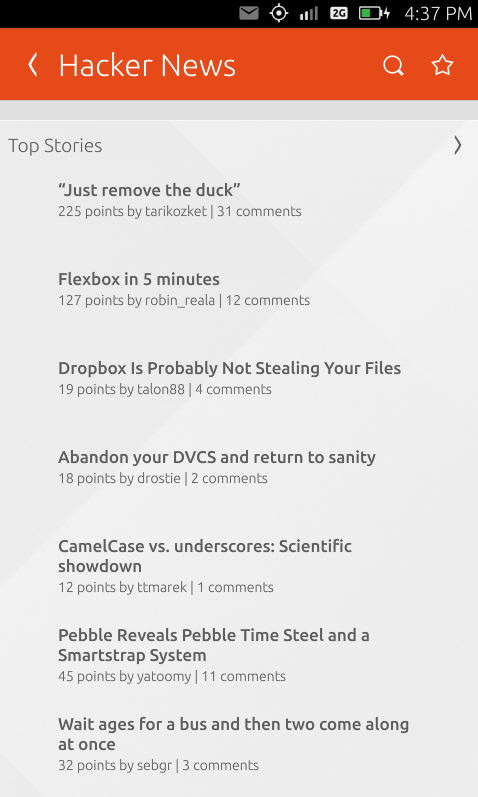 2G 4:37 PM
Hacker News
Top Stories
“Just remove the duck”
225 points by tarikozket | 31 comments
Flexbox in 5 minutes
127 points by robin_reala | 12 comments
Dropbox Is Probably Not Stealing Your Files
19 points by talon88 | 4 comments
Abandon your DVCS and return to sanity
18 points by drostie | 2 comments
CamelCase vs. underscores: Scientific
showdown
12 points by ttmarek | 1 comments
Pebble Reveals Pebble Time Steel and a
Smartstrap System
45 points by yatoomy | 11 comments
Wait ages for a bus and then two come along
at once
32 points by sebgr | 3 comments